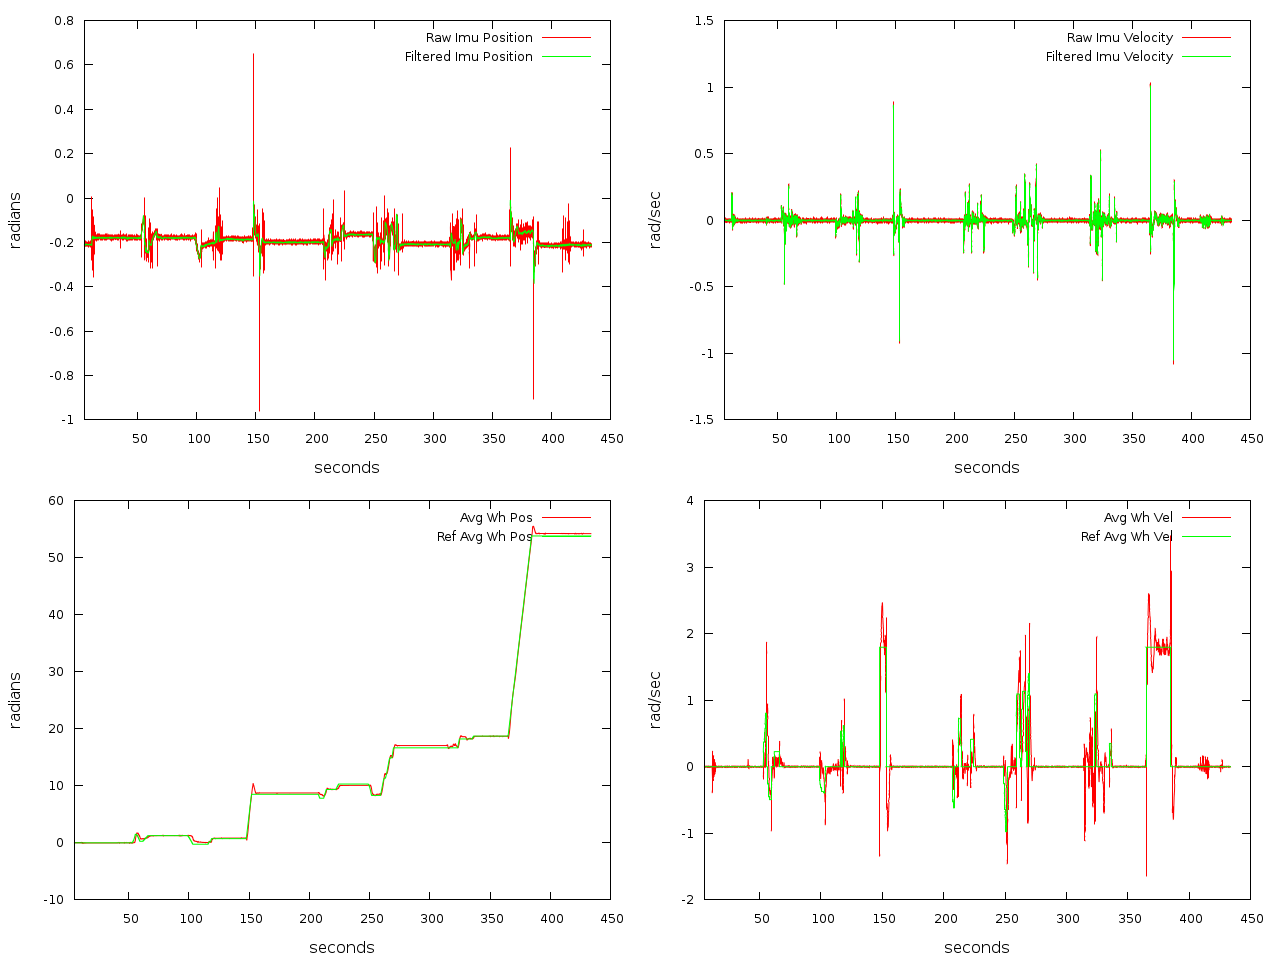 0.8
0.6
0.4
0.2
0
-0.2
-0.4
-0.6
-0.8
-1
50 100 150 200 250 300 350 400 450
seconds
radians
Raw Imu Position
Filtered Imu Position
1.5
1
0.5
0
-0.5
-1
-1.5
50 100 150 200 250 300 350 400 450
seconds
rad/sec
Raw Imu Velocity
Filtered Imu Velocity
60
50
40
30
20
10
0
-10
50 100 150 200 250 300 350 400 450
seconds
radians
Avg Wh Pos
Ref Avg Wh Pos
4
3
2
1
0
-1
-2
50 100 150 200 250 300 350 400 450
seconds
rad/sec
Avg Wh Vel
Ref Avg Wh Vel